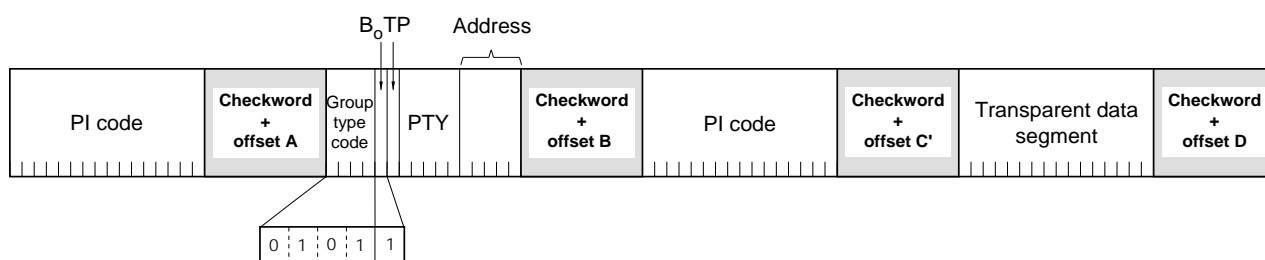 B₀TP
Address
PI code
Checkword
+
offset A
Group
type
code
PTY
Checkword
+
offset B
PI code
Checkword
+
offset C'
Transparent data
segment
Checkword
+
offset D
0 1 0 1 1